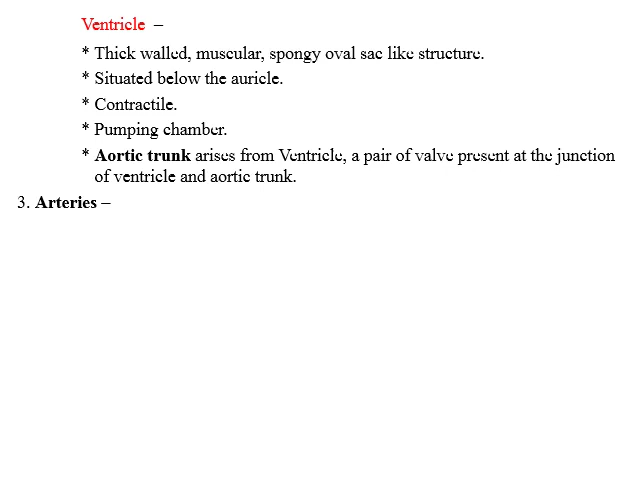 Ventricle –
* Thick walled, muscular, spongy oval sac like structure.
* Situated below the auricle.
* Contractile.
* Pumping chamber.
* Aortic trunk arises from Ventricle, a pair of valve present at the junction
of ventricle and aortic trunk.
3. Arteries –